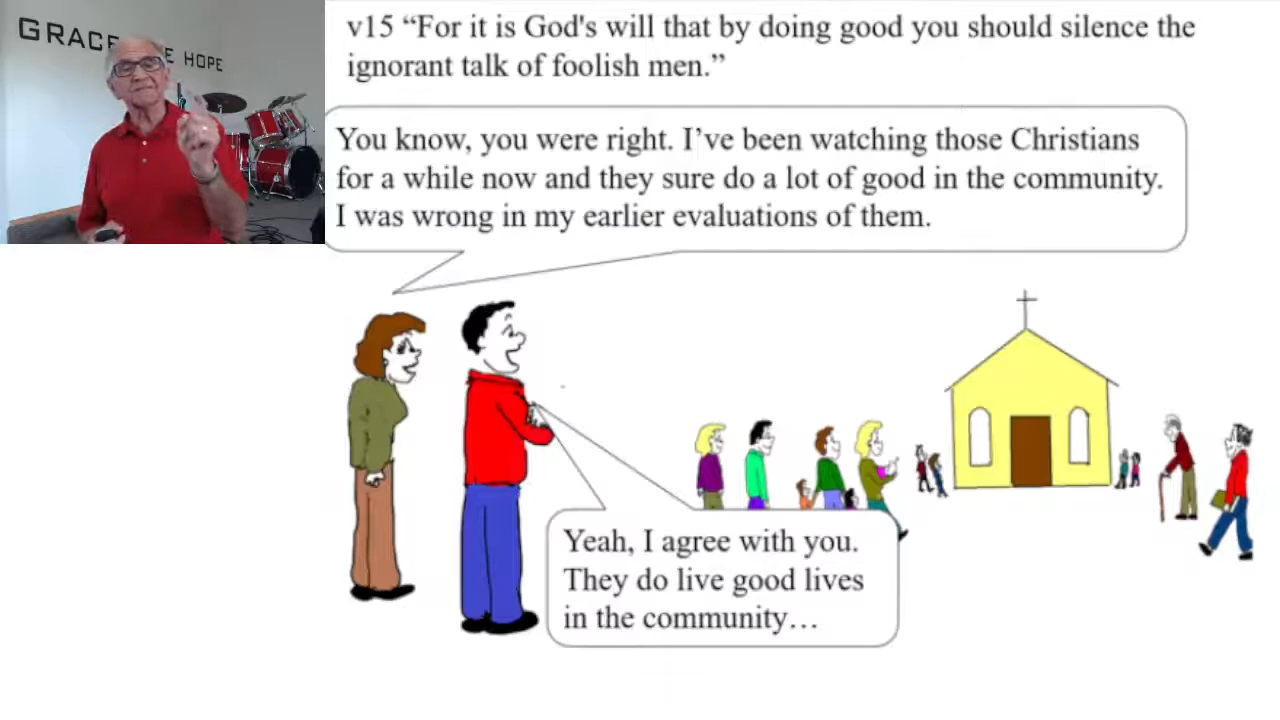 GRACE
HOPE
v15 “For it is God's will that by doing good you should silence the
ignorant talk of foolish men.”
You know, you were right. I’ve been watching those Christians
for a while now and they sure do a lot of good in the community.
I was wrong in my earlier evaluations of them.
Yeah, I agree with you.
They do live good lives
in the community…